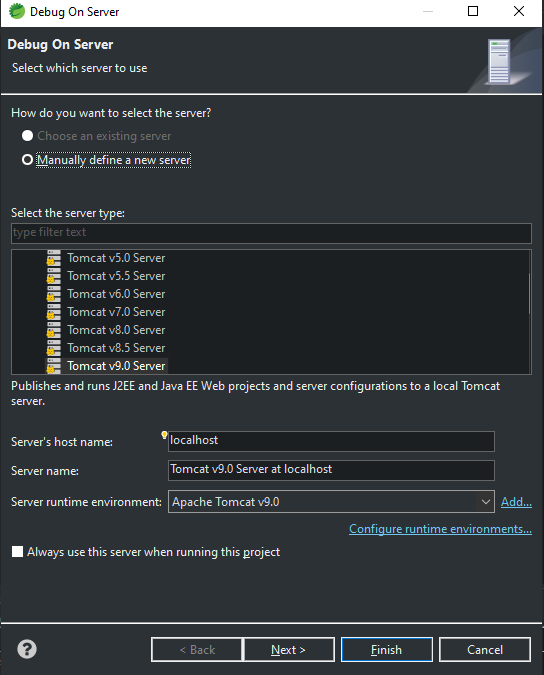 Debug On Server
Debug On Server
Select which server to use
How do you want to select the server?
Choose an existing server
Manually define a new server
Select the server type:
type filter text
Tomcat v5.0 Server
Tomcat v5.5 Server
Tomcat v6.0 Server
Tomcat v7.0 Server
Tomcat v8.0 Server
Tomcat v8.5 Server
Tomcat v9.0 Server
Publishes and runs J2EE and Java EE Web projects and server configurations to a local Tomcat
server.
Server's host name: localhost
Server name: Tomcat v9.0 Server at localhost
Server runtime environment: Apache Tomcat v9.0 Add...
Configure runtime environments...
Always use this server when running this project
? < Back Next > Finish Cancel